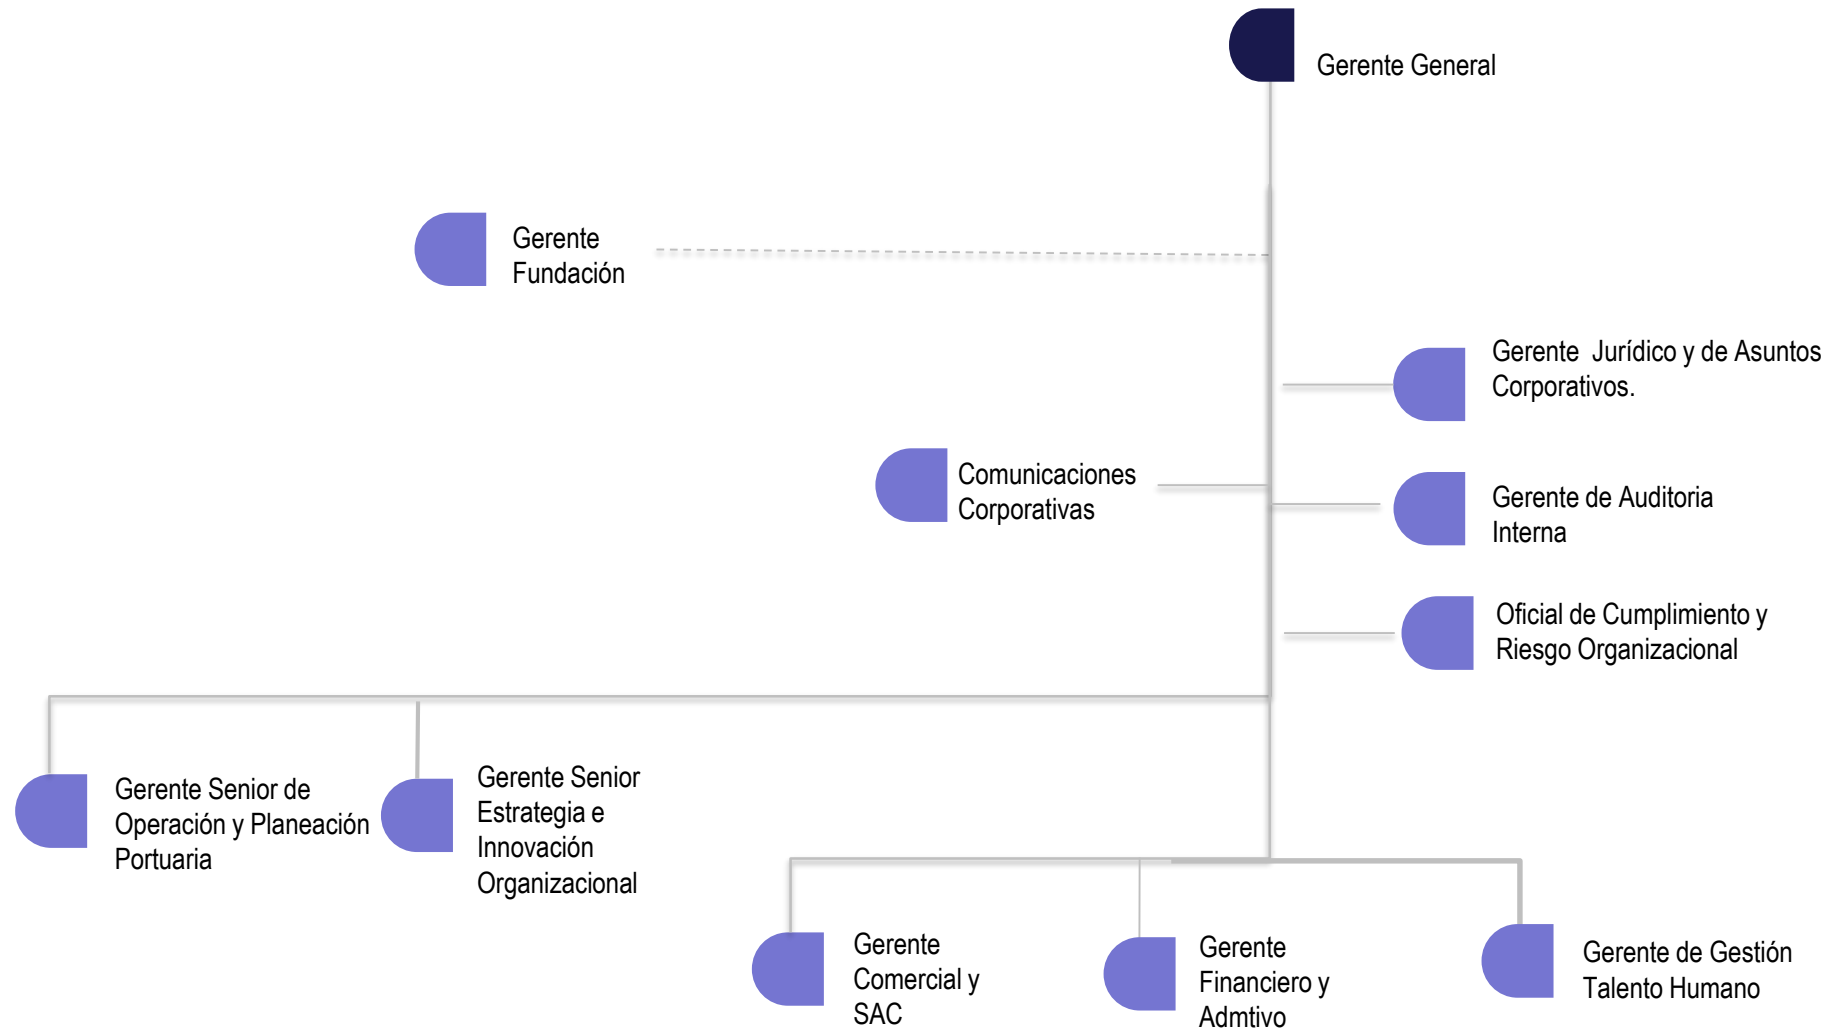 Gerente General
Gerente
Fundación
Gerente  Jurídico y de Asuntos
Corporativos.
Comunicaciones
Corporativas
Gerente de Auditoria
Interna
Oficial de Cumplimiento y
Riesgo Organizacional
Gerente Senior de
Operación y Planeación
Portuaria
Gerente Senior
Estrategia e
Innovación
Organizacional
Gerente
Comercial y
SAC
Gerente
Financiero y
Admtivo
Gerente de Gestión
Talento Humano